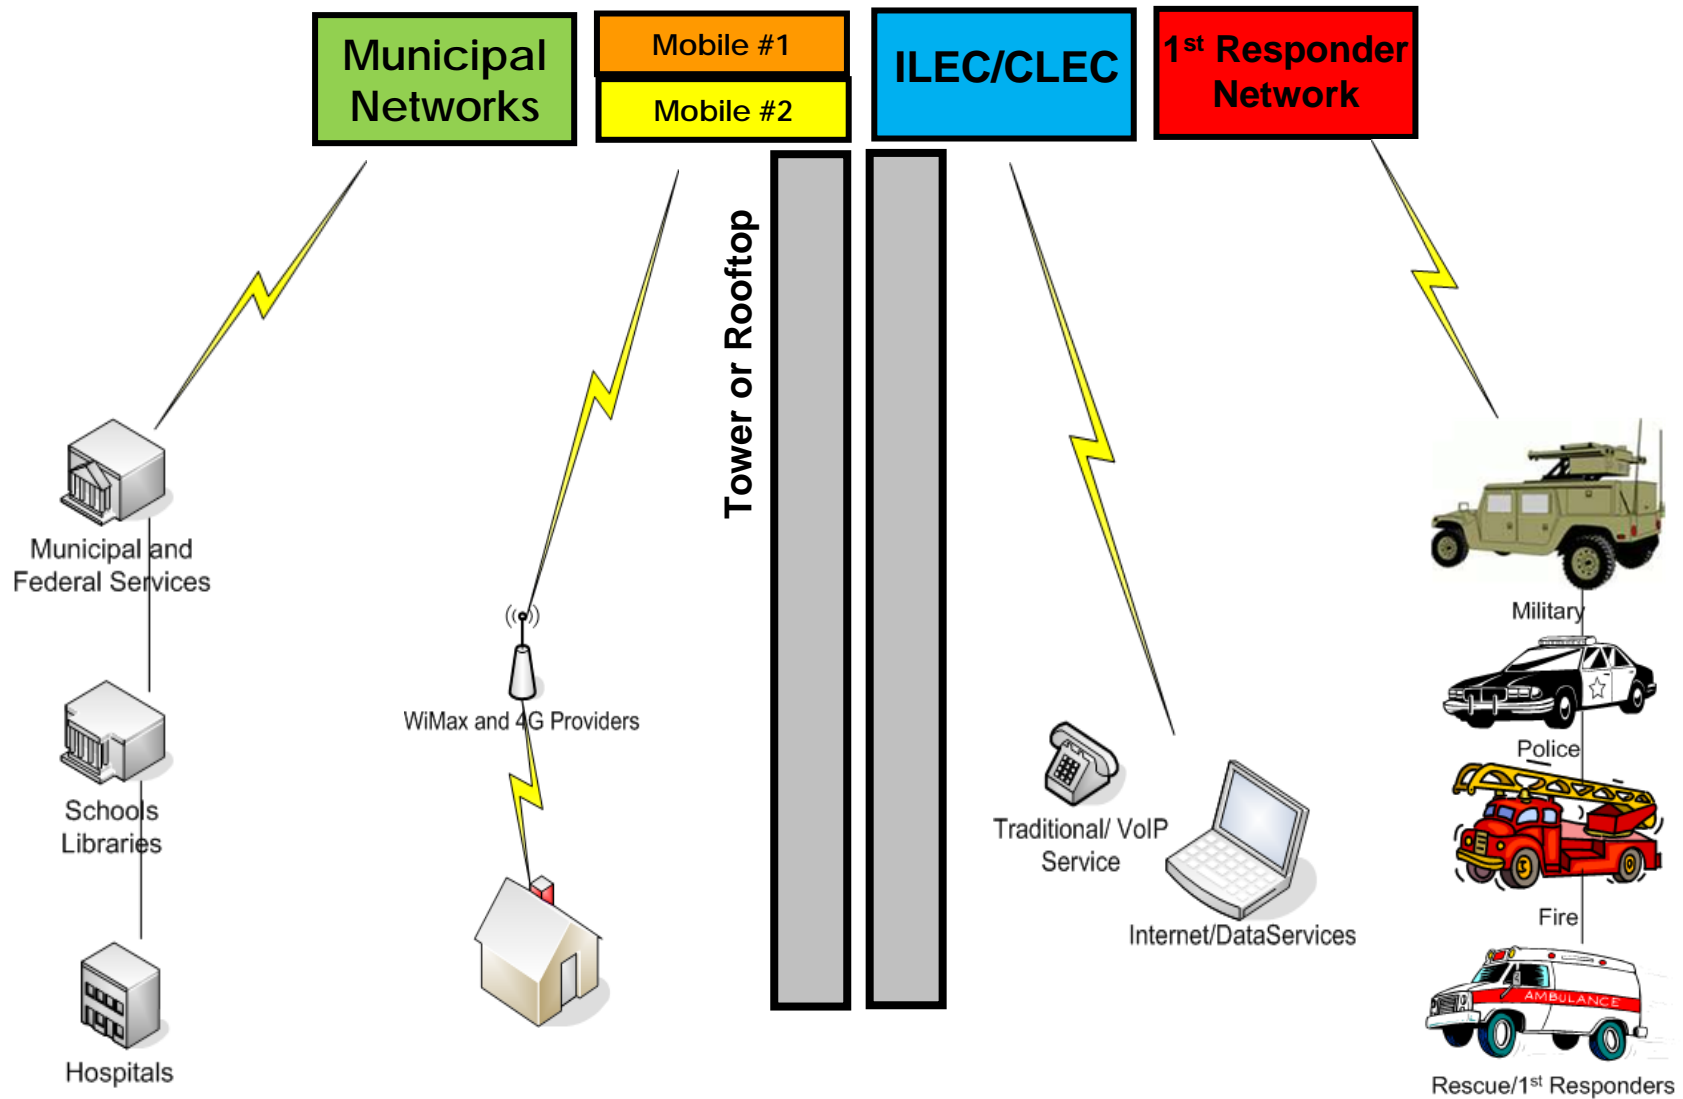 Municipal
Networks
Mobile #1
Mobile #2
ILEC/CLEC
1st Responder
Network
Tower or Rooftop
Municipal and
Federal Services
Schools
Libraries
Hospitals
WiMax and 4G Providers
Traditional/ VoIP
Service
Internet/DataServices
Military
Police
Fire
AMBULANCE
Rescue/1st Responders